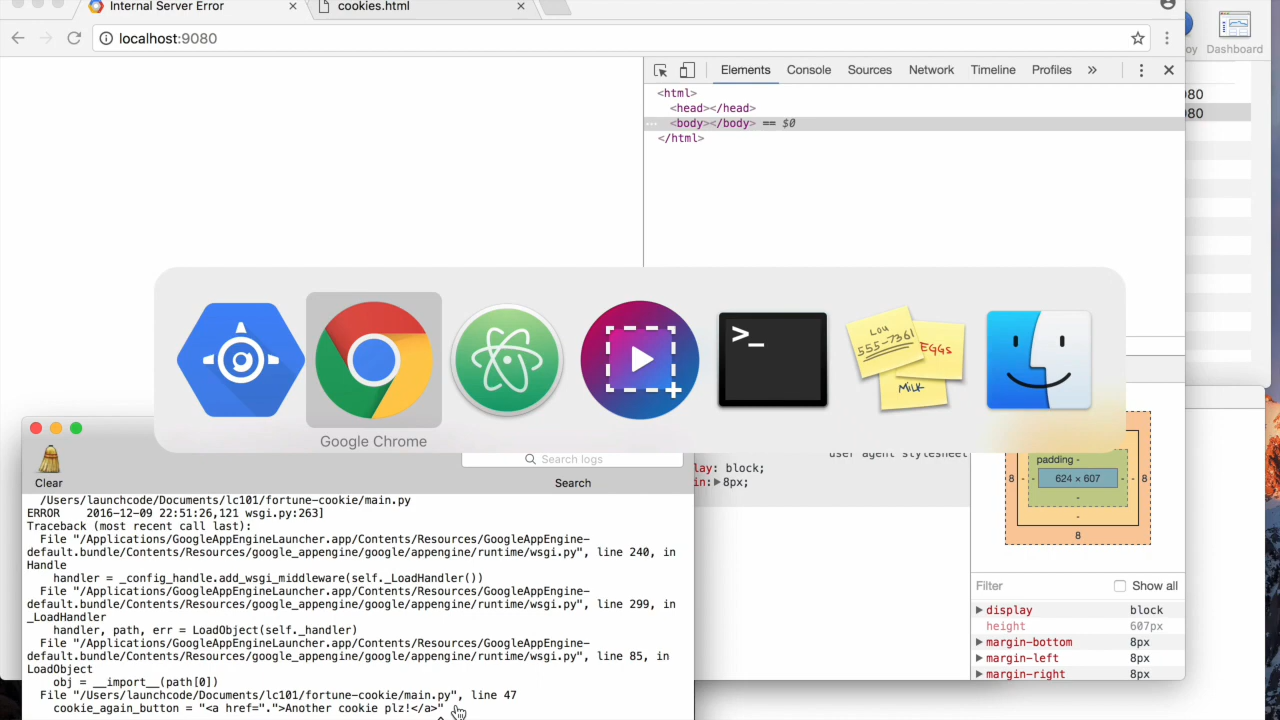 Internal Server Error
cookies.html
localhost:9080
Dashboard
Elements Console Sources Network Timeline Profiles »
<html>
<head></head>
… <body></body> == $0
</html>
Lou
555-7361
EGGs
MILK
Google Chrome
Search logs
Clear
Search
/Users/launchcode/Documents/lc101/fortune-cookie/main.py
ERROR 2016-12-09 22:51:26,121 wsgi.py:263]
Traceback (most recent call last):
File "/Applications/GoogleAppEngineLauncher.app/Contents/Resources/GoogleAppEngine-
default.bundle/Contents/Resources/google_appengine/google/appengine/runtime/wsgi.py", line 240, in
Handle
handler = _config_handle.add_wsgi_middleware(self._LoadHandler())
File "/Applications/GoogleAppEngineLauncher.app/Contents/Resources/GoogleAppEngine-
default.bundle/Contents/Resources/google_appengine/google/appengine/runtime/wsgi.py", line 299, in
_LoadHandler
handler, path, err = LoadObject(self._handler)
File "/Applications/GoogleAppEngineLauncher.app/Contents/Resources/GoogleAppEngine-
default.bundle/Contents/Resources/google_appengine/google/appengine/runtime/wsgi.py", line 85, in
LoadObject
obj = __import__(path[0])
File "/Users/launchcode/Documents/lc101/fortune-cookie/main.py", line 47
cookie_again_button = "<a href=".">Another cookie plz!</a>"
user agent stylesheet
block;
8px;
padding -
8 - 624 × 607 - 8
-
-
8
Filter
Show all
display block
height 607px
margin-bottom 8px
margin-left 8px
margin-right 8px